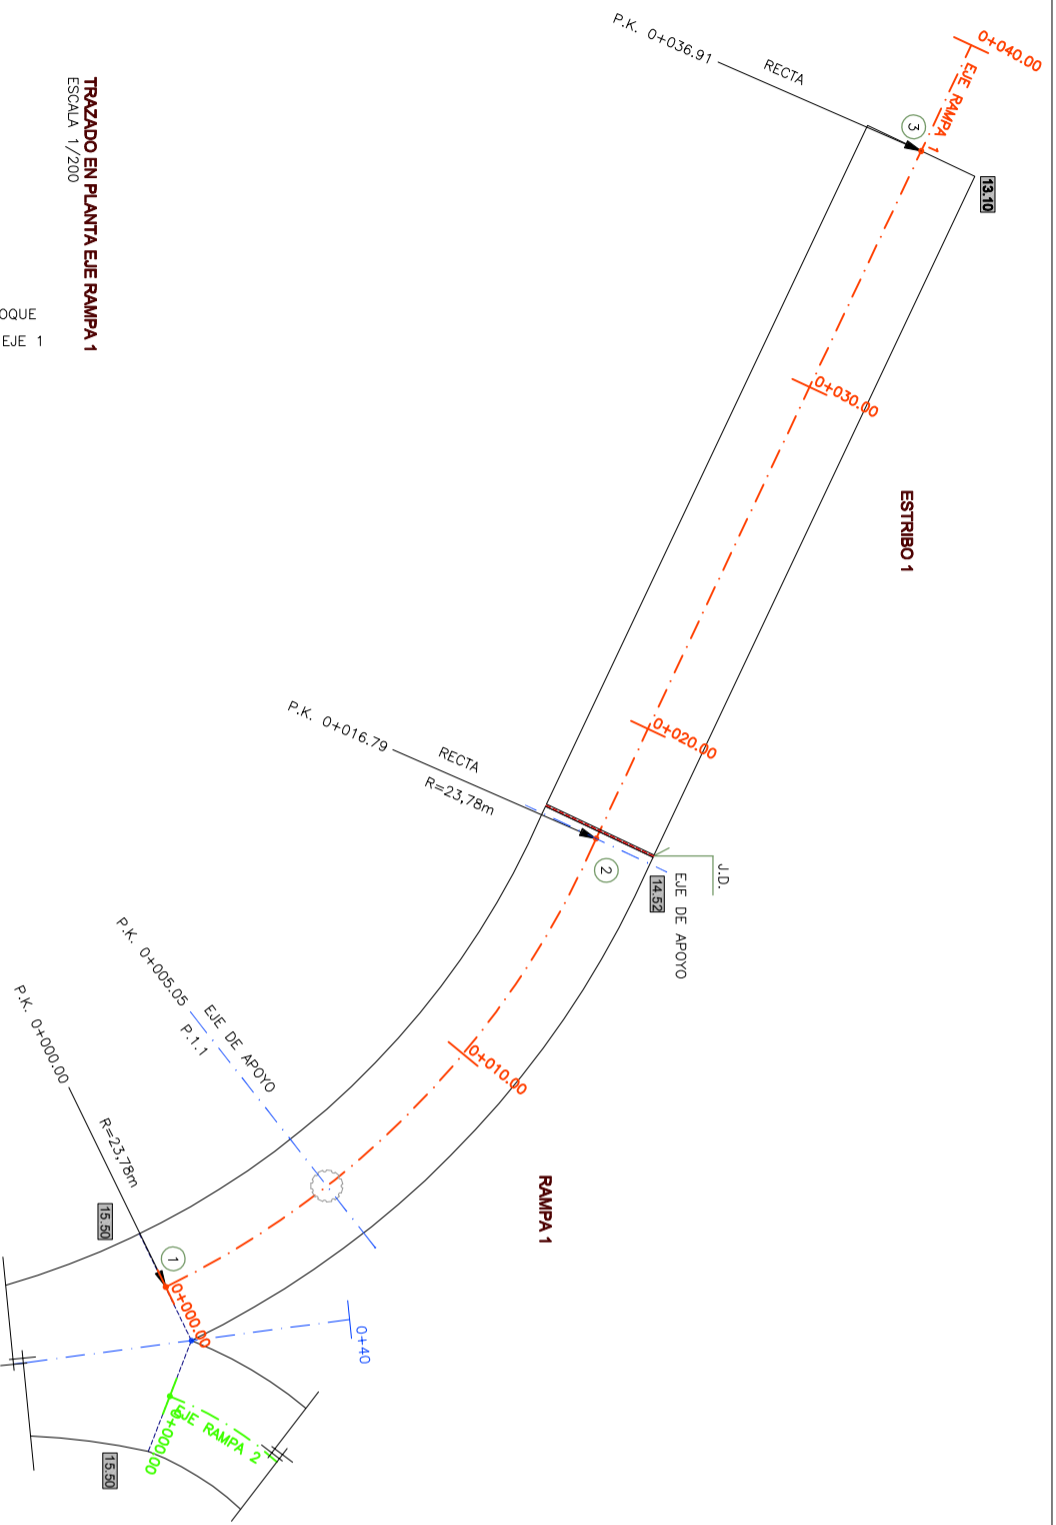 0+040.00
P.K. 0+036.91
RECTA
EJE RAMPA 1
3
13.10
TRAZADO EN PLANTA EJE RAMPA 1
ESCALA 1/200
OQUE
EJE 1
0+030.00
ESTRIBO 1
0+020.00
P.K. 0+016.79
RECTA
R=23,78m
2
J.D.
14.52
EJE DE APOYO
0+010.00
P.K. 0+005.05
EJE DE APOYO
P.1.1
RAMPA 1
P.K. 0+000.00
R=23,78m
15.50
1
0+000.00
0+40
EJE RAMPA 2
0+000.00
15.50